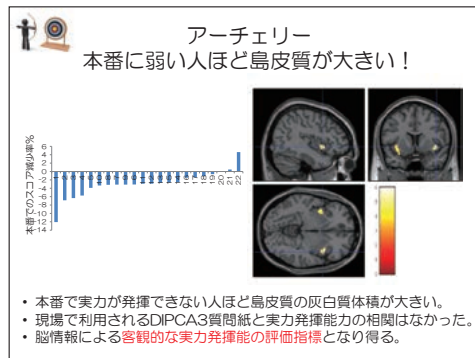 アーチェリー
本番に弱い人ほど島皮質が大きい！
本番でのスコア減少率%
6
4
2
0
-2
-4
-6
-8
-10
-12
-14
21
22
• 本番で実力が発揮できない人ほど島皮質の灰白質体積が大きい。
• 現場で利用されるDIPCA3質問紙と実力発揮能力の相関はなかった。
• 脳情報による客観的な実力発揮能の評価指標となり得る。